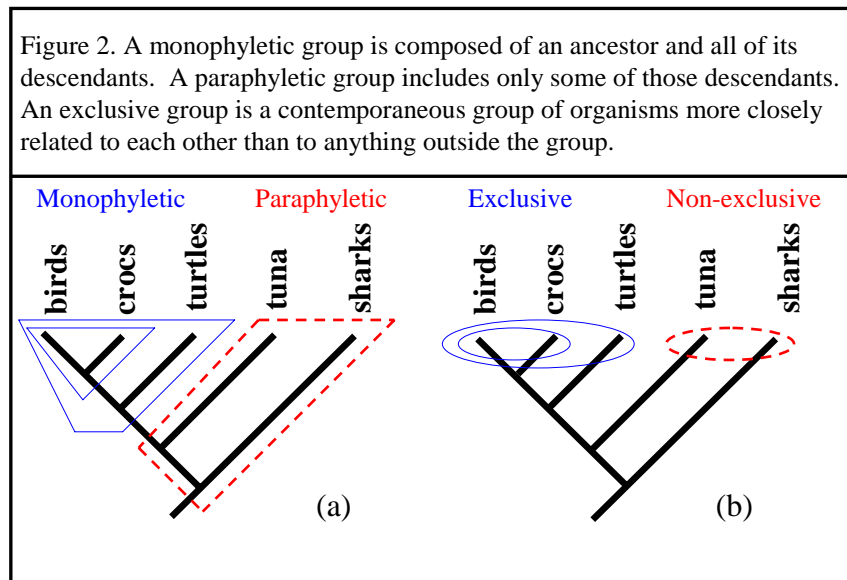 Figure 2. A monophyletic group is composed of an ancestor and all of its
descendants. A paraphyletic group includes only some of those descendants.
An exclusive group is a contemporaneous group of organisms more closely
related to each other than to anything outside the group.
Monophyletic Paraphyletic Exclusive Non-exclusive
birds crocs turtles tuna sharks birds crocs turtles tuna sharks
(a) (b)